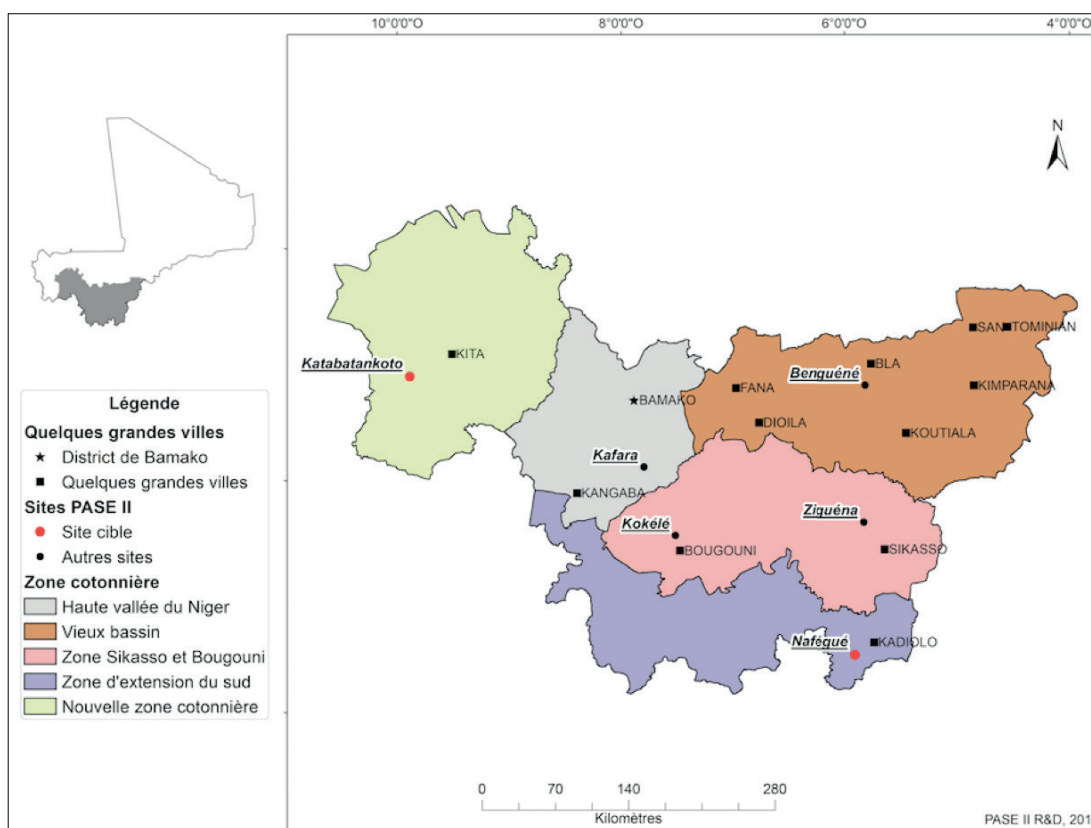 10°0'0"O
8°0'0"O
6°0'0"O
4°0'0"O
N
SAN
TOMINIAN
KITA
BLA
Katabatankoto
Benguéné
FANA
KIMPARANA
Légende
BAMAKO
Quelques grandes villes
DIOILA
KOUTIALA
District de Bamako
Kafara
Quelques grandes villes
KANGABA
Sites PASE II
Kokélé
Ziguéna
Site cible
BOUGOUNI
SIKASSO
Autres sites
Zone cotonnière
Haute vallée du Niger
Vieux bassin
Nafégué
KADIOLO
Zone Sikasso et Bougouni
Zone d'extension du sud
Nouvelle zone cotonnière
0 70 140 280
Kilomètres
PASE II R&D, 201